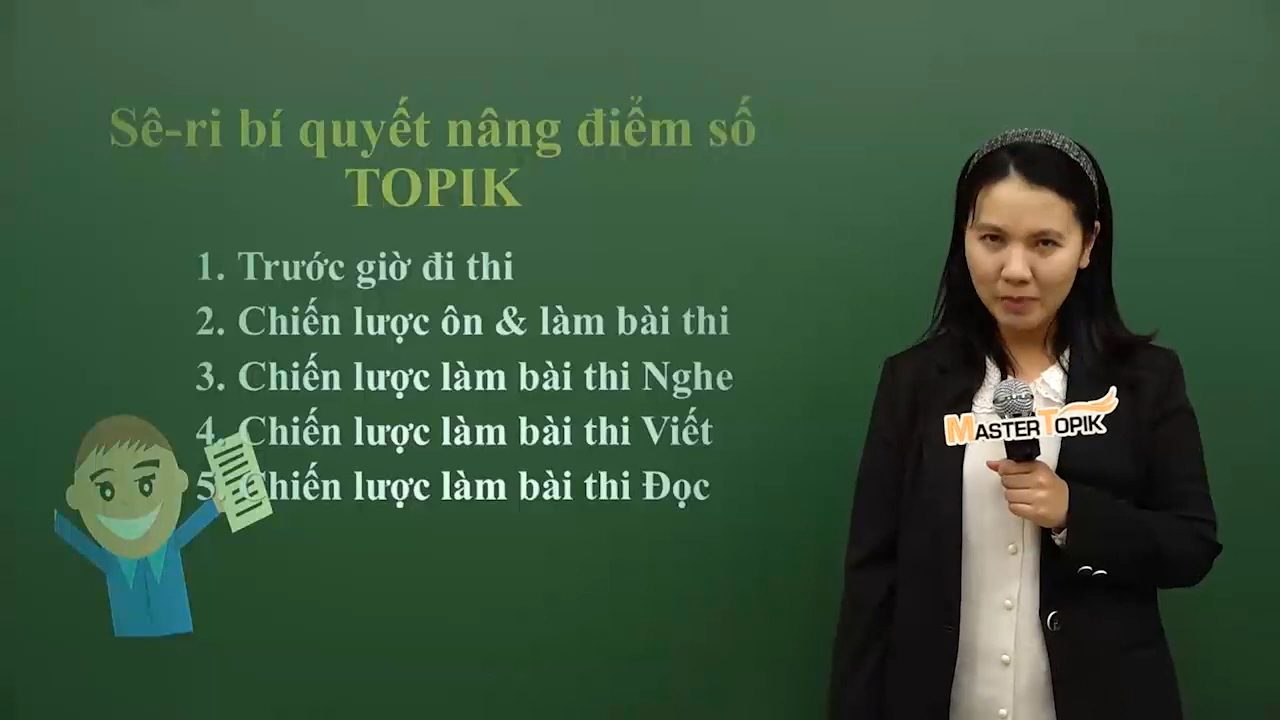 Sê-ri bí quyết nâng điểm số
TOPIK
1. Trước giờ đi thi
2. Chiến lược ôn & làm bài thi
3. Chiến lược làm bài thi Nghe
4. Chiến lược làm bài thi Viết
5. Chiến lược làm bài thi Đọc
MASTER TOPIK